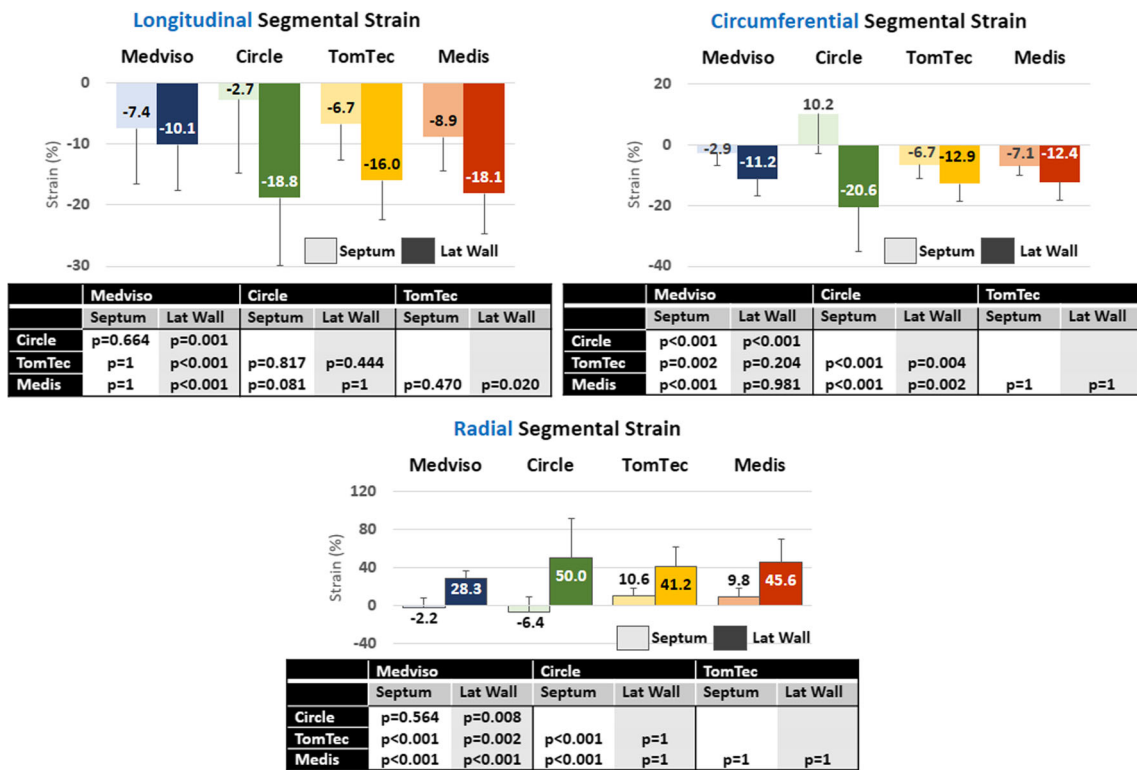 Longitudinal Segmental Strain
Medviso Circle TomTec Medis
0
-10
-20
-30
Strain (%)
-7.4 -10.1 -2.7 -18.8 -6.7 -16.0 -8.9 -18.1
Septum Lat Wall
Medviso Circle TomTec
Septum Lat Wall Septum Lat Wall Septum Lat Wall
Circle p=0.664 p=0.001
TomTec p=1 p<0.001 p=0.817 p=0.444
Medis p=1 p<0.001 p=0.081 p=1 p=0.470 p=0.020
Circumferential Segmental Strain
Medviso Circle TomTec Medis
20
0
-20
-40
Strain (%)
-2.9 -11.2 10.2 -20.6 -6.7 -12.9 -7.1 -12.4
Septum Lat Wall
Medviso Circle TomTec
Septum Lat Wall Septum Lat Wall Septum Lat Wall
Circle p<0.001 p<0.001
TomTec p=0.002 p=0.204 p<0.001 p=0.004
Medis p<0.001 p=0.981 p<0.001 p=0.002 p=1 p=1
Radial Segmental Strain
Medviso Circle TomTec Medis
120
80
40
0
-40
Strain (%)
-2.2 28.3 -6.4 50.0 10.6 41.2 9.8 45.6
Septum Lat Wall
Medviso Circle TomTec
Septum Lat Wall Septum Lat Wall Septum Lat Wall
Circle p=0.564 p=0.008
TomTec p<0.001 p=0.002 p<0.001 p=1
Medis p<0.001 p<0.001 p<0.001 p=1 p=1 p=1